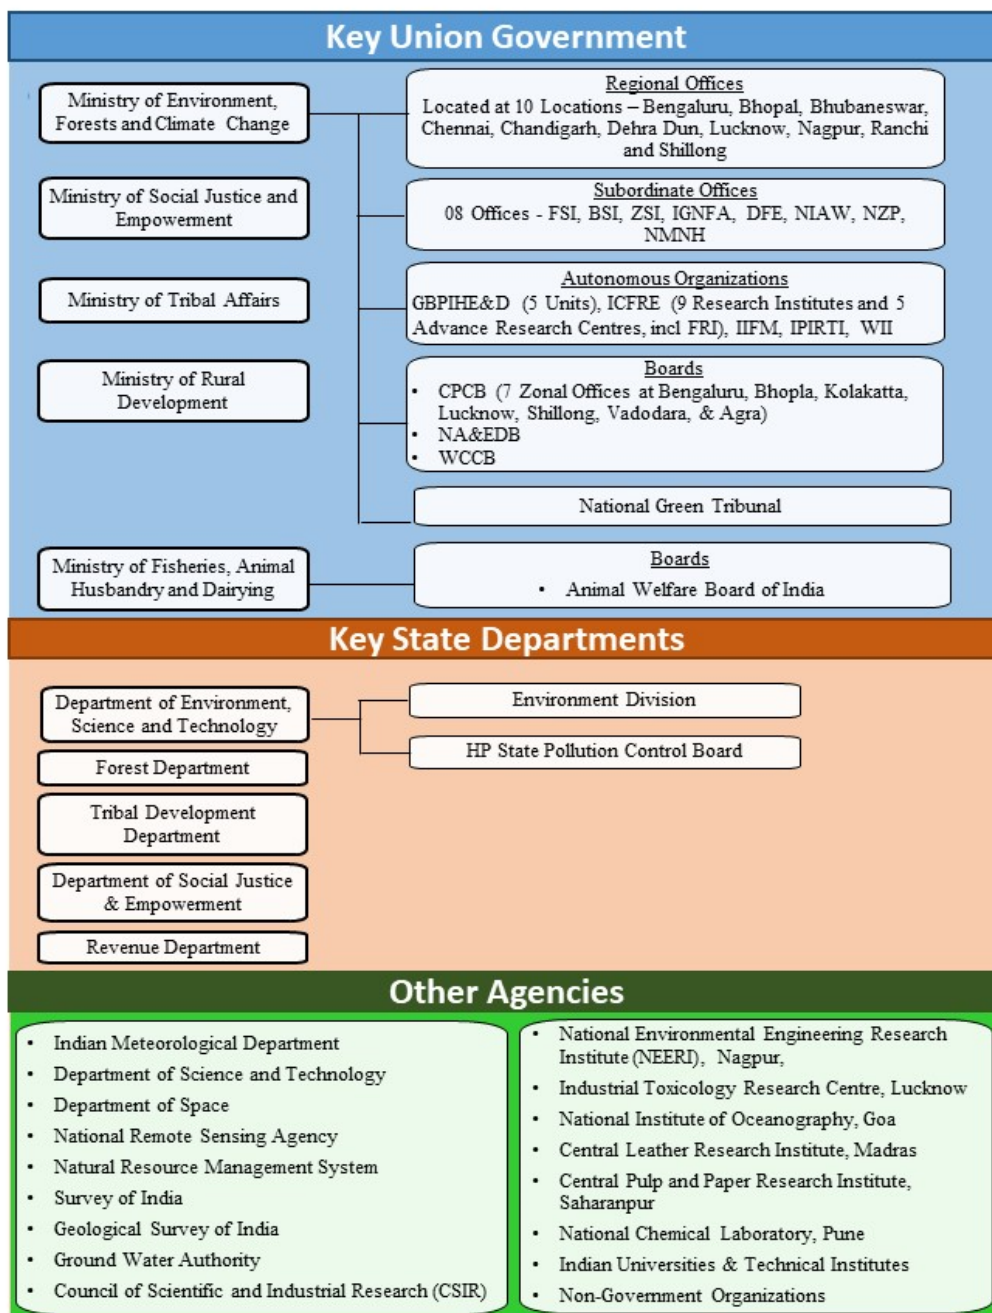 Key Union Government
Ministry of Environment,
Forests and Climate Change
Regional Offices
Located at 10 Locations – Bengaluru, Bhopal, Bhubaneswar,
Chennai, Chandigarh, Dehra Dun, Lucknow, Nagpur, Ranchi
and Shillong
Ministry of Social Justice and
Empowerment
Subordinate Offices
08 Offices - FSI, BSI, ZSI, IGNFA, DFE, NIAW, NZP,
NMNH
Ministry of Tribal Affairs
Autonomous Organizations
GBPIHE&D (5 Units), ICFRE (9 Research Institutes and 5
Advance Research Centres, incl FRI), IIFM, IPIRTI, WII
Ministry of Rural
Development
Boards
• CPCB (7 Zonal Offices at Bengaluru, Bhopla, Kolakatta,
Lucknow, Shillong, Vadodara, & Agra)
• NA&EDB
• WCCB
National Green Tribunal
Ministry of Fisheries, Animal
Husbandry and Dairying
Boards
• Animal Welfare Board of India
Key State Departments
Department of Environment,
Science and Technology
Environment Division
HP State Pollution Control Board
Forest Department
Tribal Development
Department
Department of Social Justice
& Empowerment
Revenue Department
Other Agencies
• Indian Meteorological Department
• Department of Science and Technology
• Department of Space
• National Remote Sensing Agency
• Natural Resource Management System
• Survey of India
• Geological Survey of India
• Ground Water Authority
• Council of Scientific and Industrial Research (CSIR)
• National Environmental Engineering Research
Institute (NEERI), Nagpur,
• Industrial Toxicology Research Centre, Lucknow
• National Institute of Oceanography, Goa
• Central Leather Research Institute, Madras
• Central Pulp and Paper Research Institute,
Saharanpur
• National Chemical Laboratory, Pune
• Indian Universities & Technical Institutes
• Non-Government Organizations